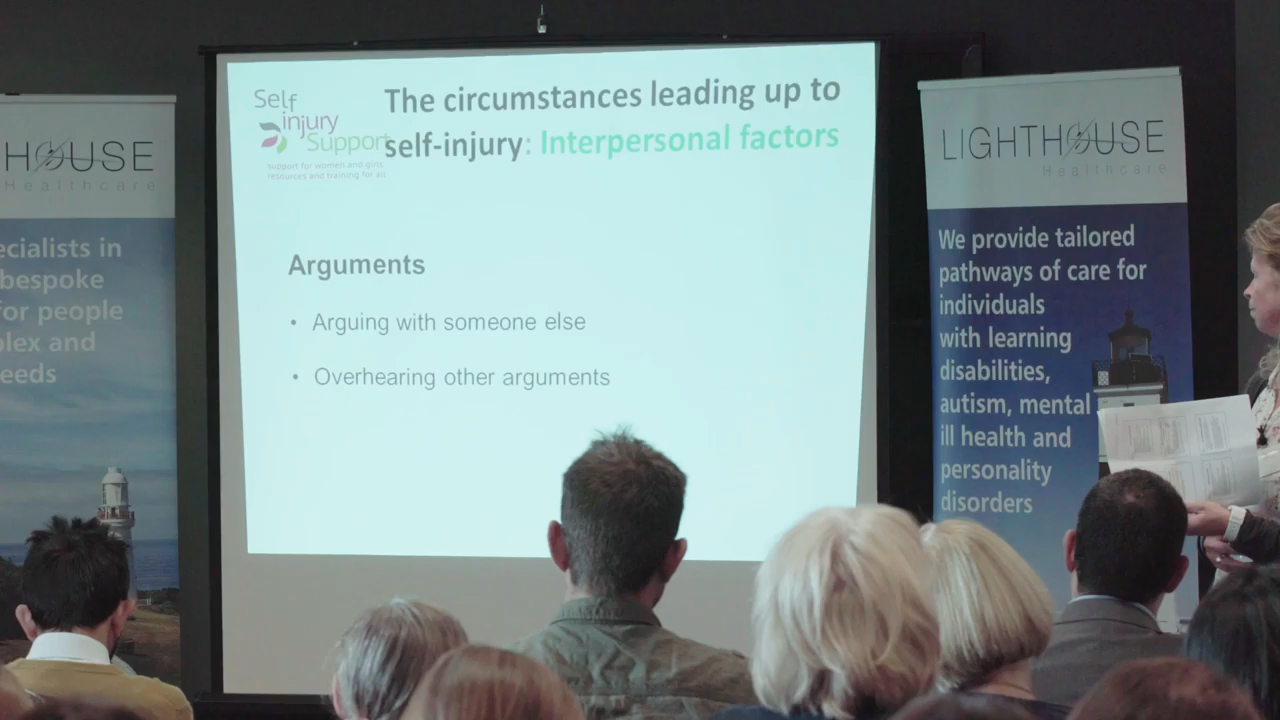 HOUSE
Healthcare
ecialists in
bespoke
for people
lex and
eeds
Self
injury
Support
support for women and girls
resources and training for all
The circumstances leading up to
self-injury: Interpersonal factors
Arguments
• Arguing with someone else
• Overhearing other arguments
LIGHTHOUSE
Healthcare
We provide tailored
pathways of care for
individuals
with learning
disabilities,
autism, mental
ill health and
personality
disorders